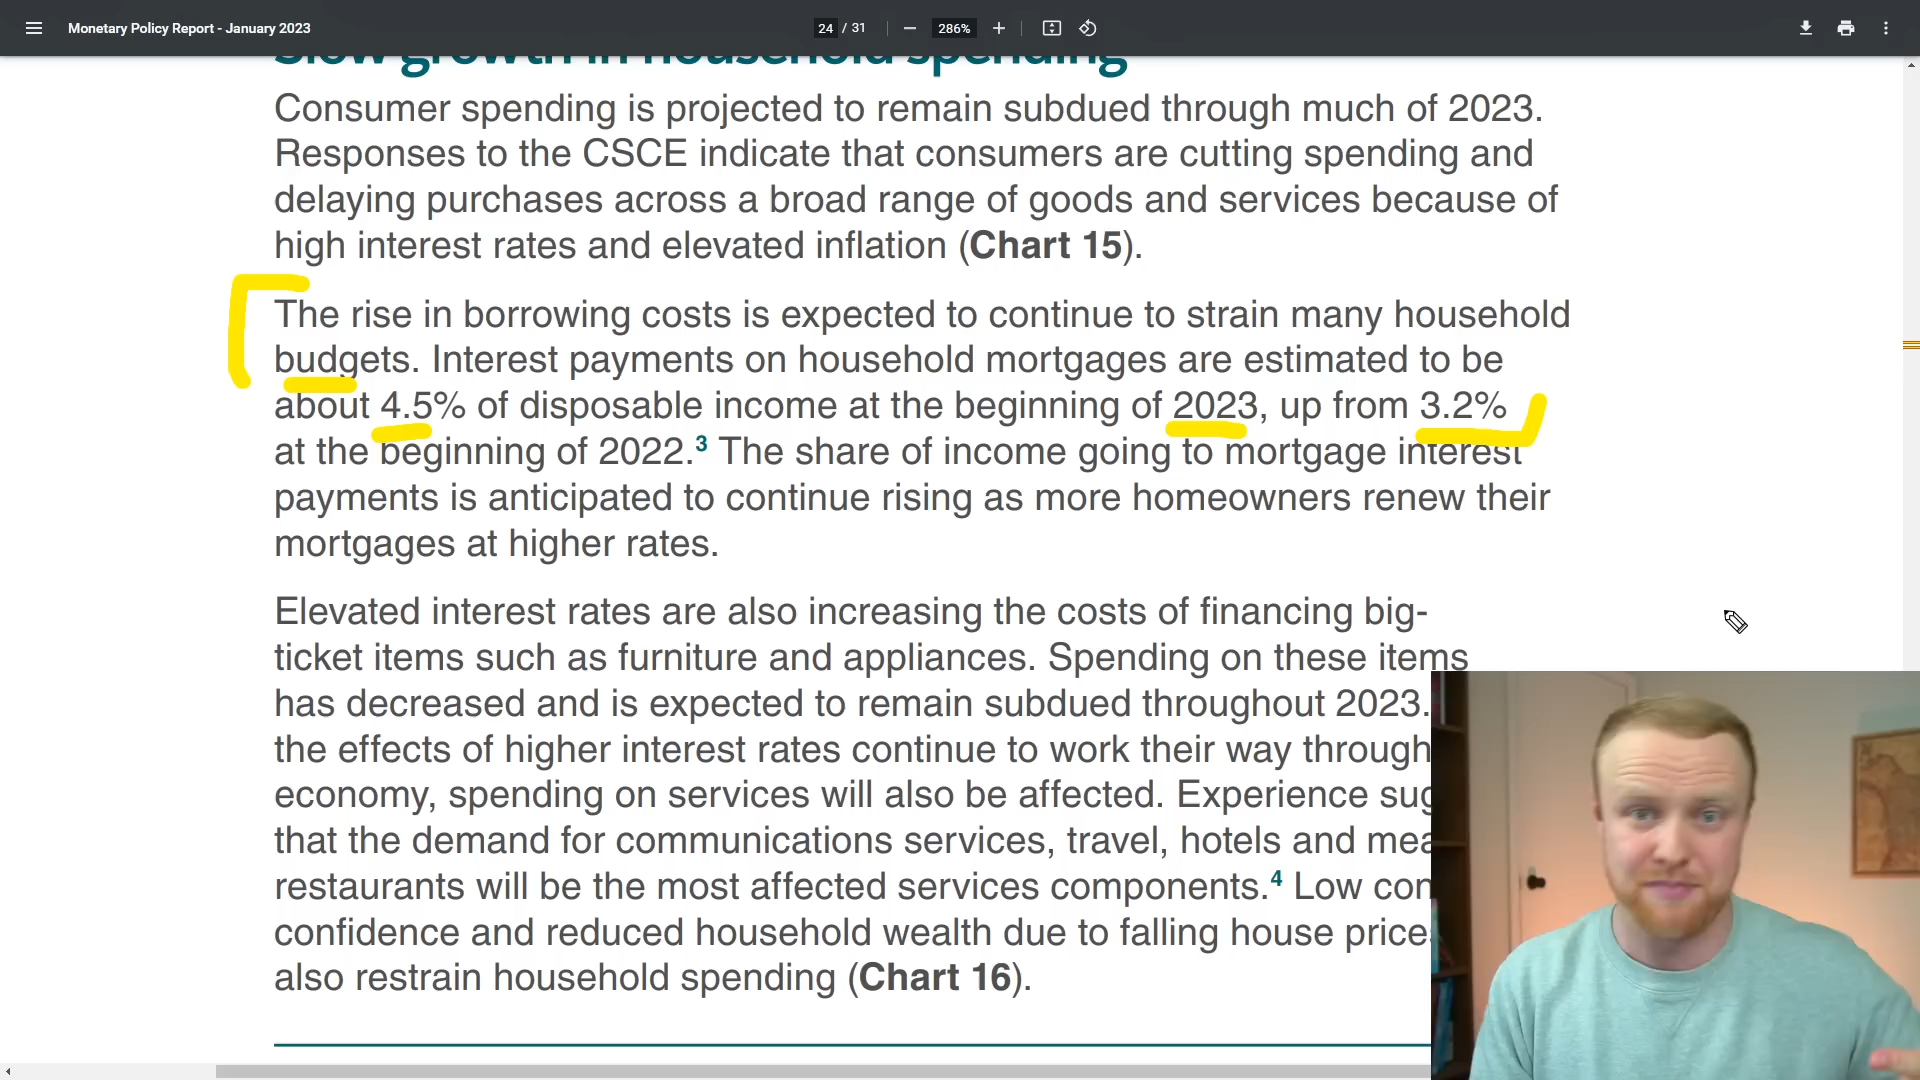 Monetary Policy Report - January 2023
24 / 31
286%
Slow growth in household spending
Consumer spending is projected to remain subdued through much of 2023.
Responses to the CSCE indicate that consumers are cutting spending and
delaying purchases across a broad range of goods and services because of
high interest rates and elevated inflation (Chart 15).
The rise in borrowing costs is expected to continue to strain many household
budgets. Interest payments on household mortgages are estimated to be
about 4.5% of disposable income at the beginning of 2023, up from 3.2%
at the beginning of 2022.3 The share of income going to mortgage interest
payments is anticipated to continue rising as more homeowners renew their
mortgages at higher rates.
Elevated interest rates are also increasing the costs of financing big-
ticket items such as furniture and appliances. Spending on these items
has decreased and is expected to remain subdued throughout 2023.
the effects of higher interest rates continue to work their way through
economy, spending on services will also be affected. Experience
that the demand for communications services, travel, hotels and
restaurants will be the most affected services components.4 Low
confidence and reduced household wealth due to falling house
also restrain household spending (Chart 16).